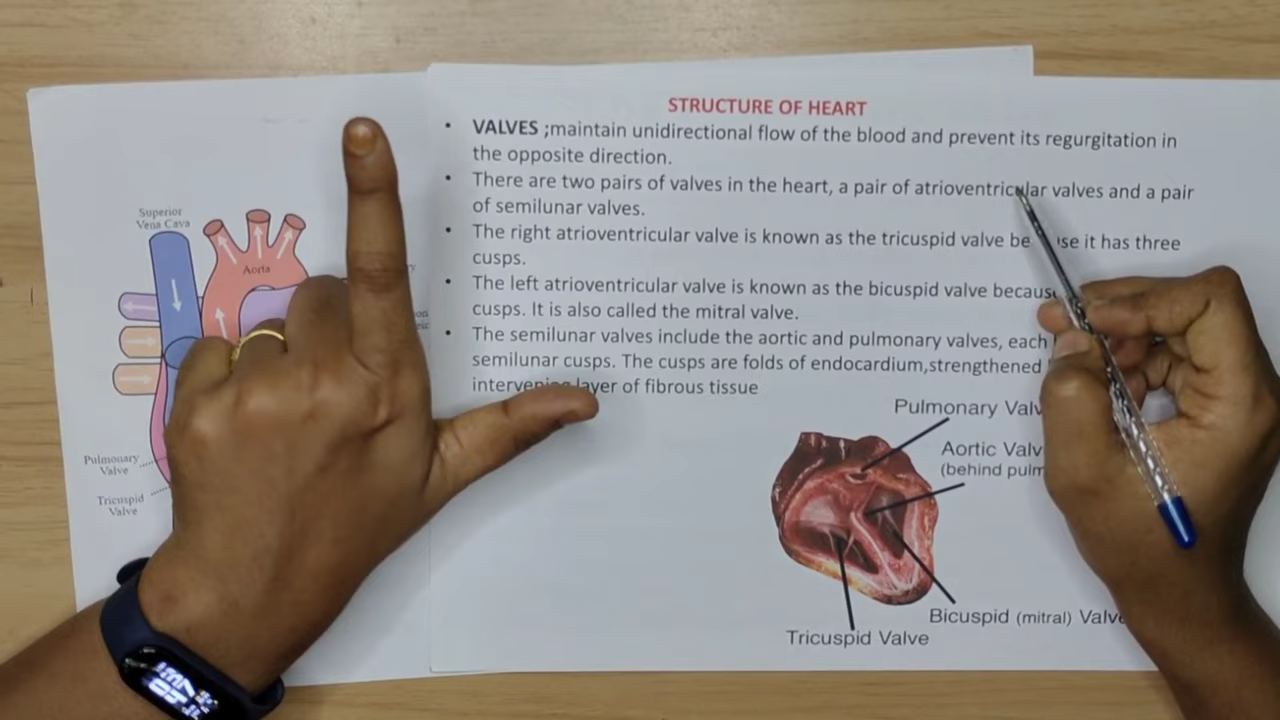 STRUCTURE OF HEART
• VALVES ;maintain unidirectional flow of the blood and prevent its regurgitation in
the opposite direction.
• There are two pairs of valves in the heart, a pair of atrioventricular valves and a pair
of semilunar valves.
• The right atrioventricular valve is known as the tricuspid valve be se it has three
cusps.
• The left atrioventricular valve is known as the bicuspid valve becaus
cusps. It is also called the mitral valve.
• The semilunar valves include the aortic and pulmonary valves, each
semilunar cusps. The cusps are folds of endocardium,strengthened
intervening layer of fibrous tissue
Pulmonary Valv
Aortic Valv
(behind pulm
Bicuspid (mitral) Valve
Tricuspid Valve
Superior
Vena Cava
Aorta
Pulmonary
Valve
Tricuspid
Valve